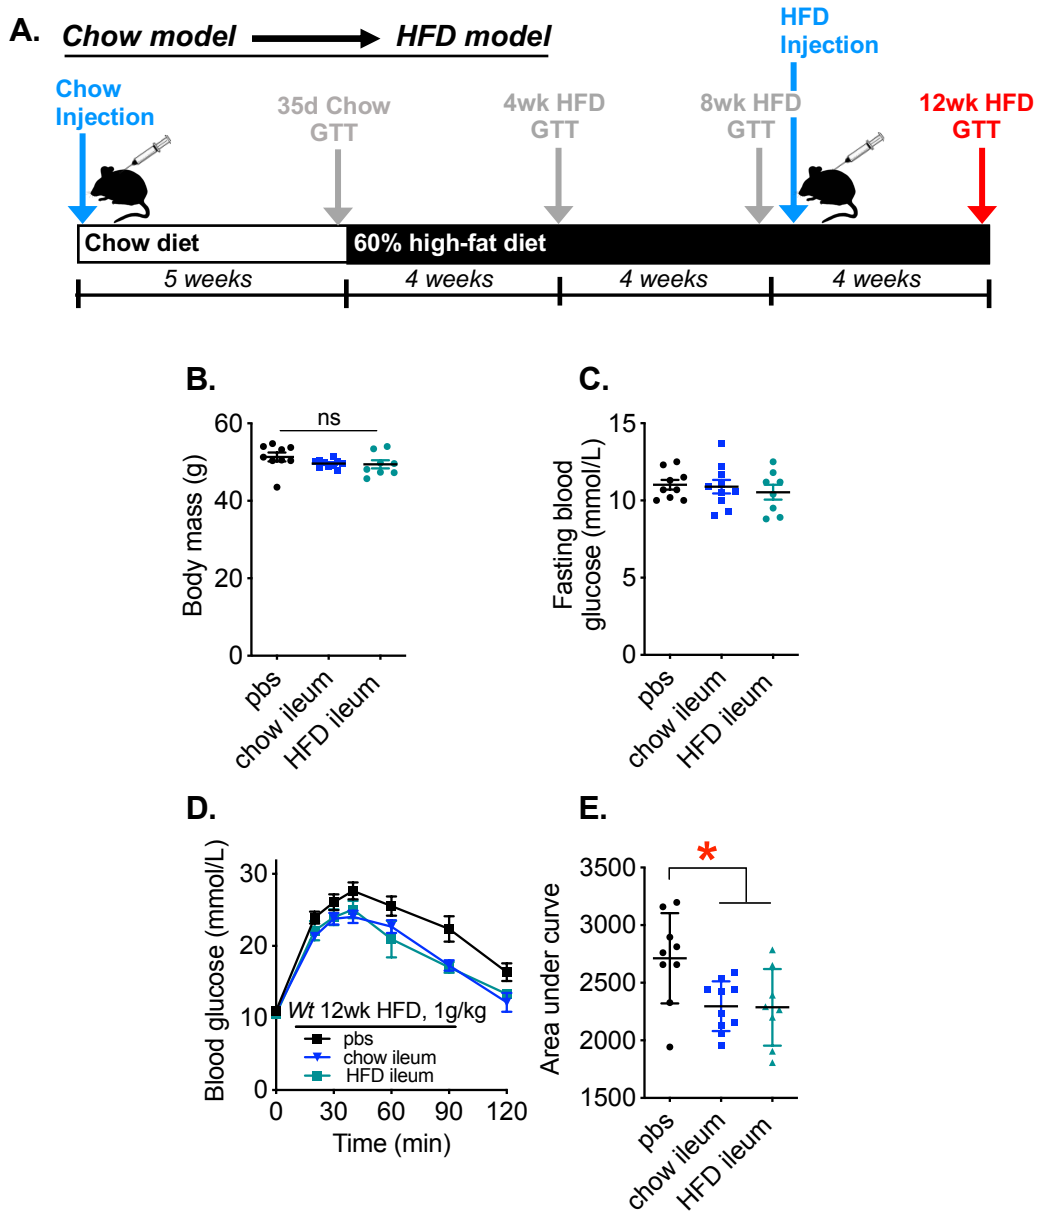 A.
Chow model
HFD model
HFD
Injection
Chow
Injection
35d Chow
GTT
4wk HFD
GTT
8wk HFD
GTT
12wk HFD
GTT
Chow diet
60% high-fat diet
5 weeks
4 weeks
4 weeks
4 weeks
B.
ns
60
40
20
0
Body mass (g)
pbs
chow ileum
HFD ileum
C.
15
10
5
0
Fasting blood
glucose (mmol/L)
pbs
chow ileum
HFD ileum
D.
30
20
10
0
Blood glucose (mmol/L)
Wt 12wk HFD, 1g/kg
pbs
chow ileum
HFD ileum
0 30 60 90 120
Time (min)
E.
*
3500
3000
2500
2000
1500
Area under curve
pbs
chow ileum
HFD ileum